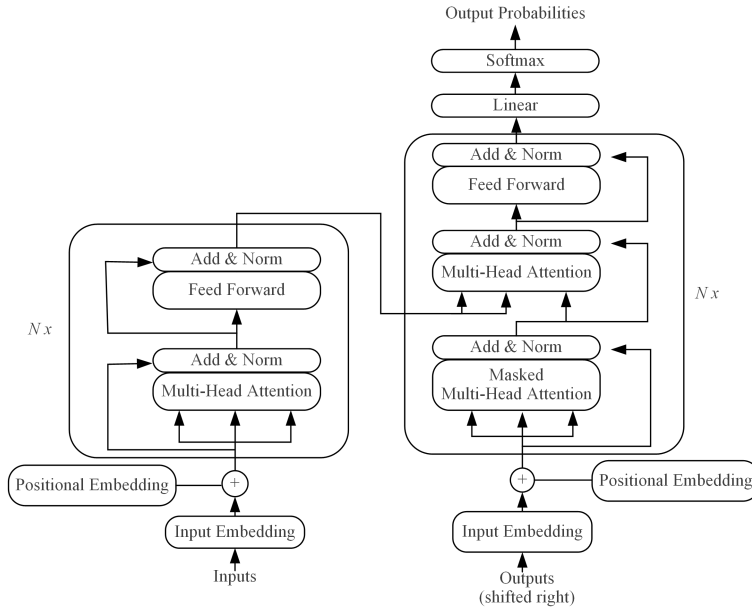 Output Probabilities
Softmax
Linear
Add & Norm
Feed Forward
Add & Norm
Multi-Head Attention
N x
Add & Norm
Masked
Multi-Head Attention
Positional Embedding
Input Embedding
Outputs
(shifted right)
Add & Norm
Feed Forward
N x
Add & Norm
Multi-Head Attention
Positional Embedding
Input Embedding
Inputs